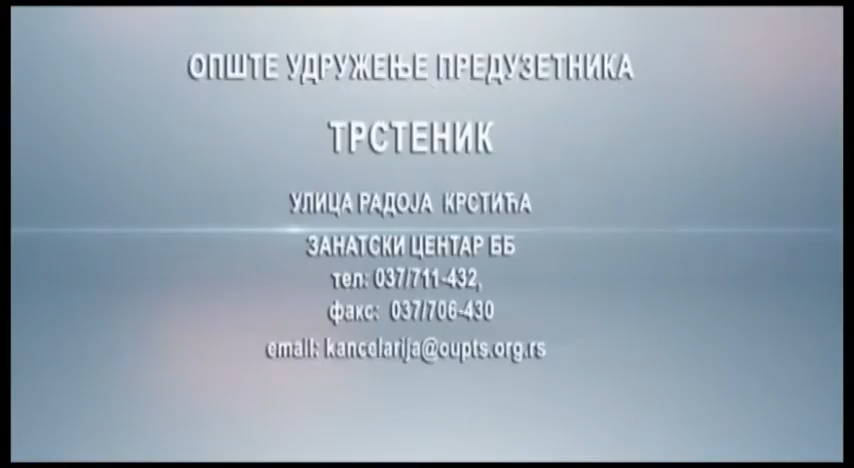 ОПШТЕ УДРУЖЕЊЕ ПРЕДУЗЕТНИКА
ТРСТЕНИК
УЛИЦА РАДОЈА КРСТИЋА
ЗАНАТСКИ ЦЕНТАР ББ
тел: 037/711-432,
факс: 037/706-430
email: kancelarija@oupts.org.rs